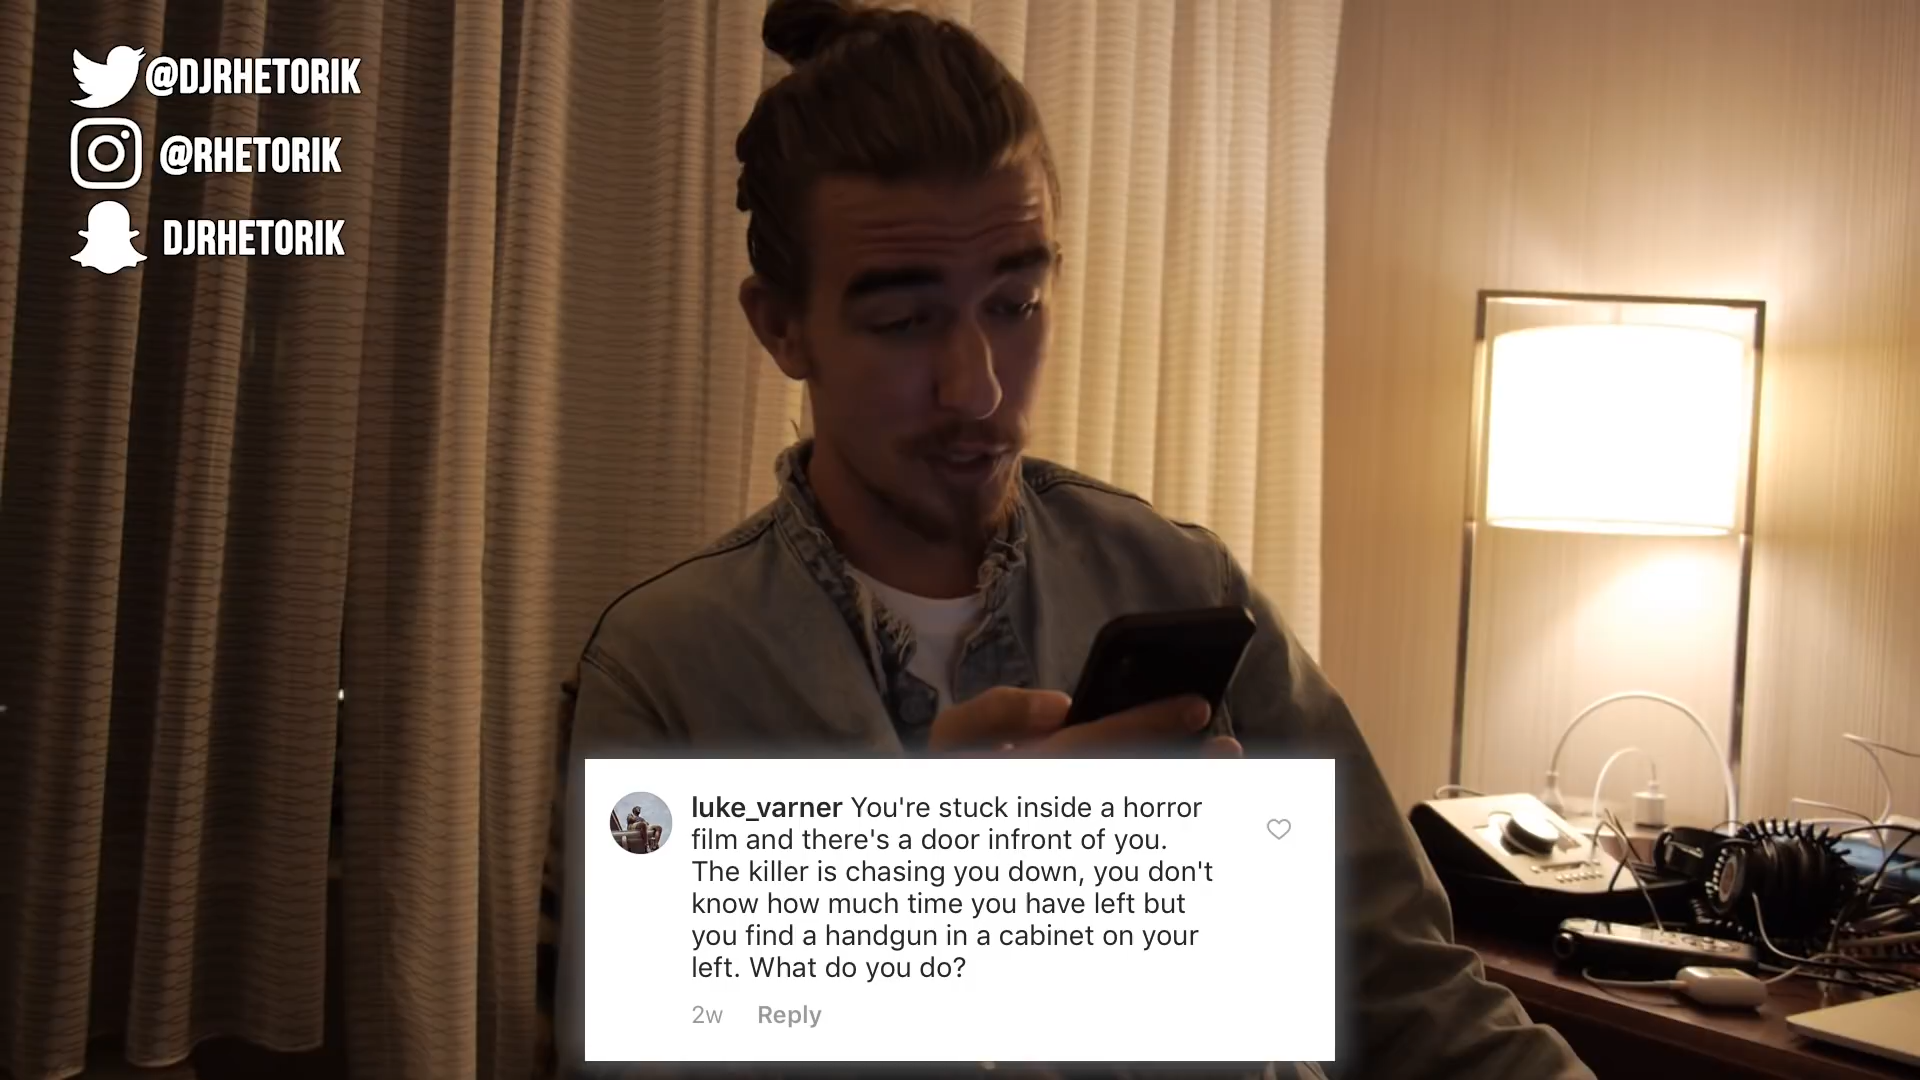 @DJRHETORIK
@RHETORIK
DJRHETORIK
luke_varner You're stuck inside a horror
film and there's a door infront of you.
The killer is chasing you down, you don't
know how much time you have left but
you find a handgun in a cabinet on your
left. What do you do?
2w Reply